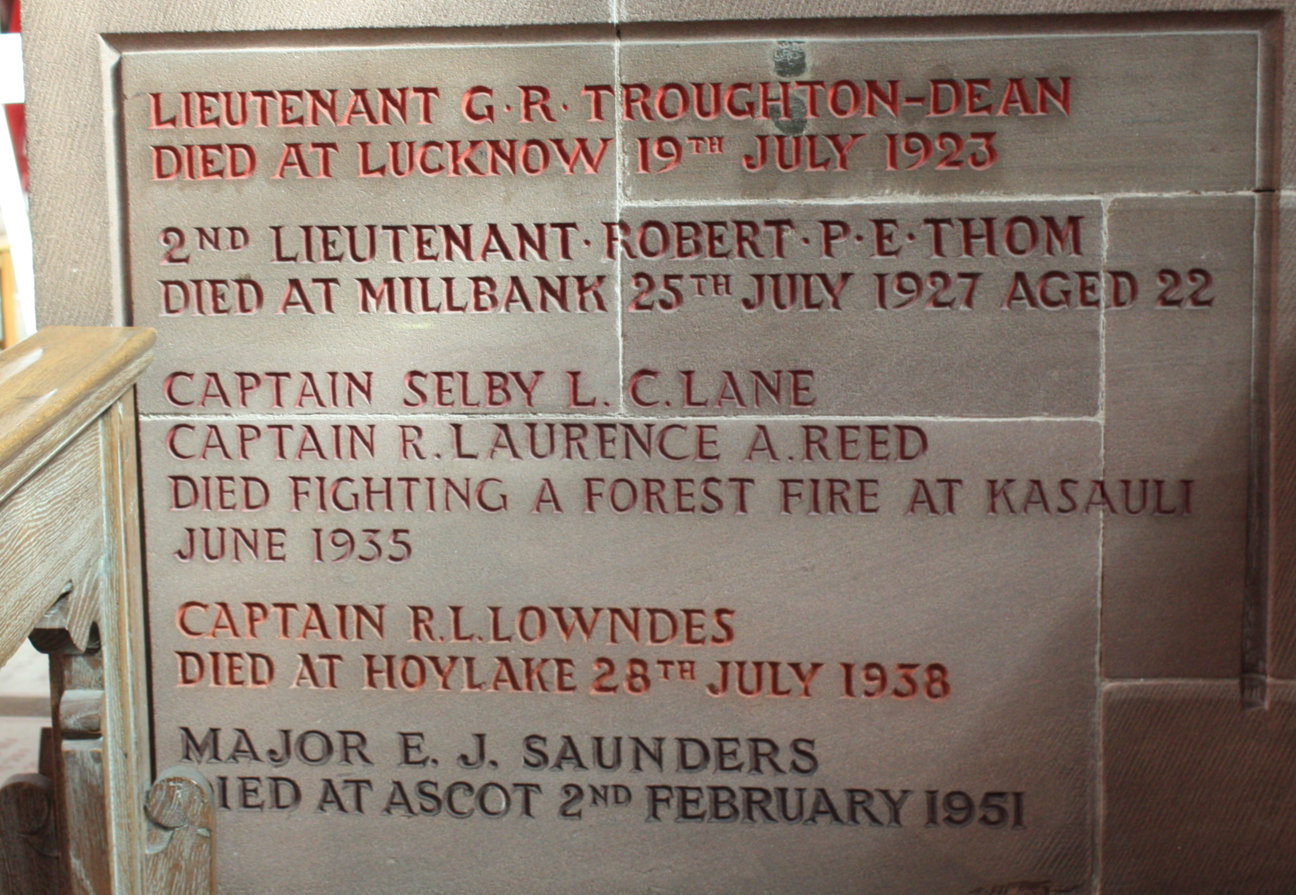 LIEUTENANT G·R·TROUGHTON-DEAN
DIED AT LUCKNOW 19TH JULY 1923
2ND LIEUTENANT·ROBERT·P·E·THOM
DIED AT MILLBANK 25TH JULY 1927 AGED 22
CAPTAIN SELBY L. C. LANE
CAPTAIN R. LAURENCE A. REED
DIED FIGHTING A FOREST FIRE AT KASAULI
JUNE 1935
CAPTAIN R.L.LOWNDES
DIED AT HOYLAKE 28TH JULY 1938
MAJOR E. J. SAUNDERS
DIED AT ASCOT 2ND FEBRUARY 1951